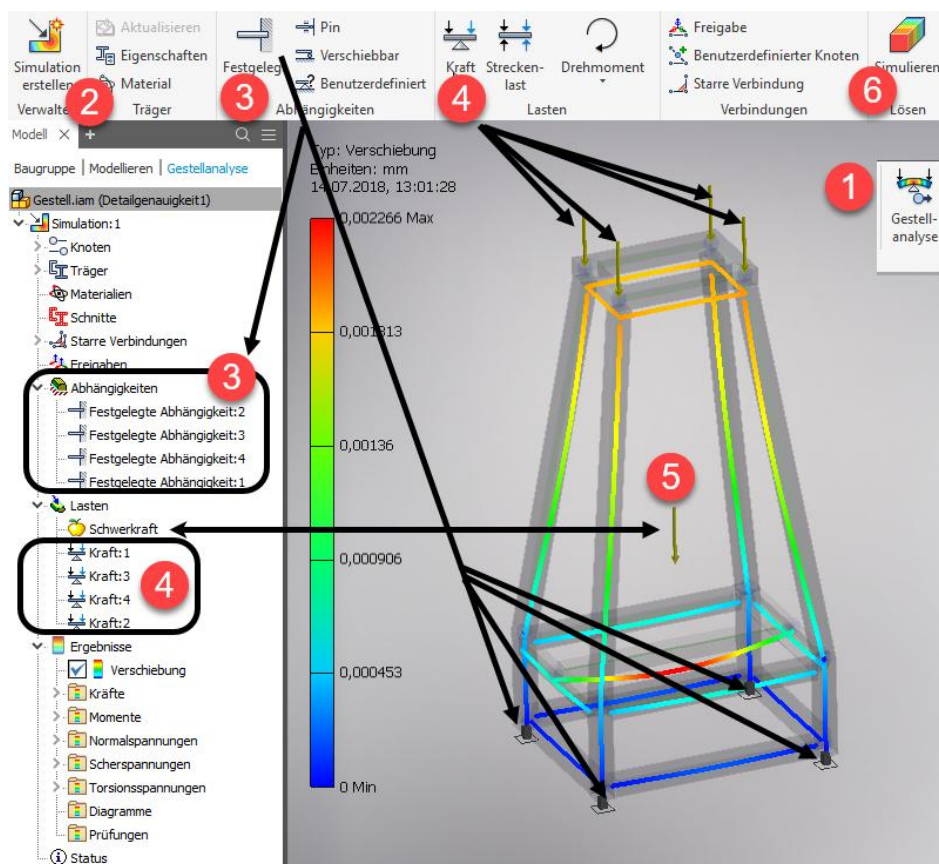 Simulation
erstellen
Verwalte
2
Aktualisieren
Eigenschaften
Material
Träger
3
Festgeleg
Pin
Verschiebbar
Benutzerdefiniert
Abhängigkeiten
Kraft
Strecken-
last
Drehmoment
4
Lasten
Freigabe
Benutzerdefinierter Knoten
Starre Verbindung
Verbindungen
6
Simulieren
Lösen
Modell X +
Baugruppe | Modellieren | Gestellanalyse
Gestell.iam (Detailgenauigkeit1)
Simulation:1
Knoten
Träger
Materialien
Schnitte
Starre Verbindungen
Freigaben
3
Abhängigkeiten
Festgelegte Abhängigkeit:2
Festgelegte Abhängigkeit:3
Festgelegte Abhängigkeit:4
Festgelegte Abhängigkeit:1
Lasten
Schwerkraft
Kraft:1
Kraft:3
Kraft:4
Kraft:2
4
Ergebnisse
Verschiebung
Kräfte
Momente
Normalspannungen
Scherspannungen
Torsionsspannungen
Diagramme
Prüfungen
Status
Typ: Verschiebung
Einheiten: mm
14.07.2018, 13:01:28
0,002266 Max
0,001813
0,00136
0,000906
0,000453
0 Min
5
1
Gestell-
analyse